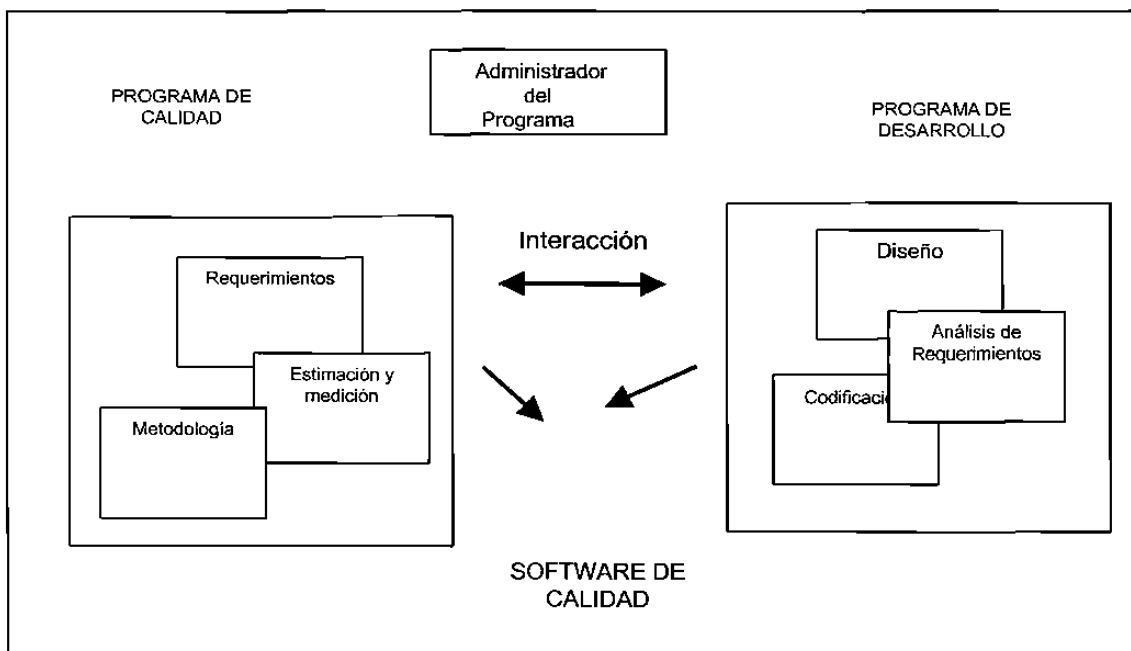 Administrador
del
Programa
PROGRAMA DE
CALIDAD
PROGRAMA DE
DESARROLLO
Interacción
Requerimientos
Estimación y
medición
Metodología
Diseño
Análisis de
Requerimientos
Codificació
SOFTWARE DE
CALIDAD